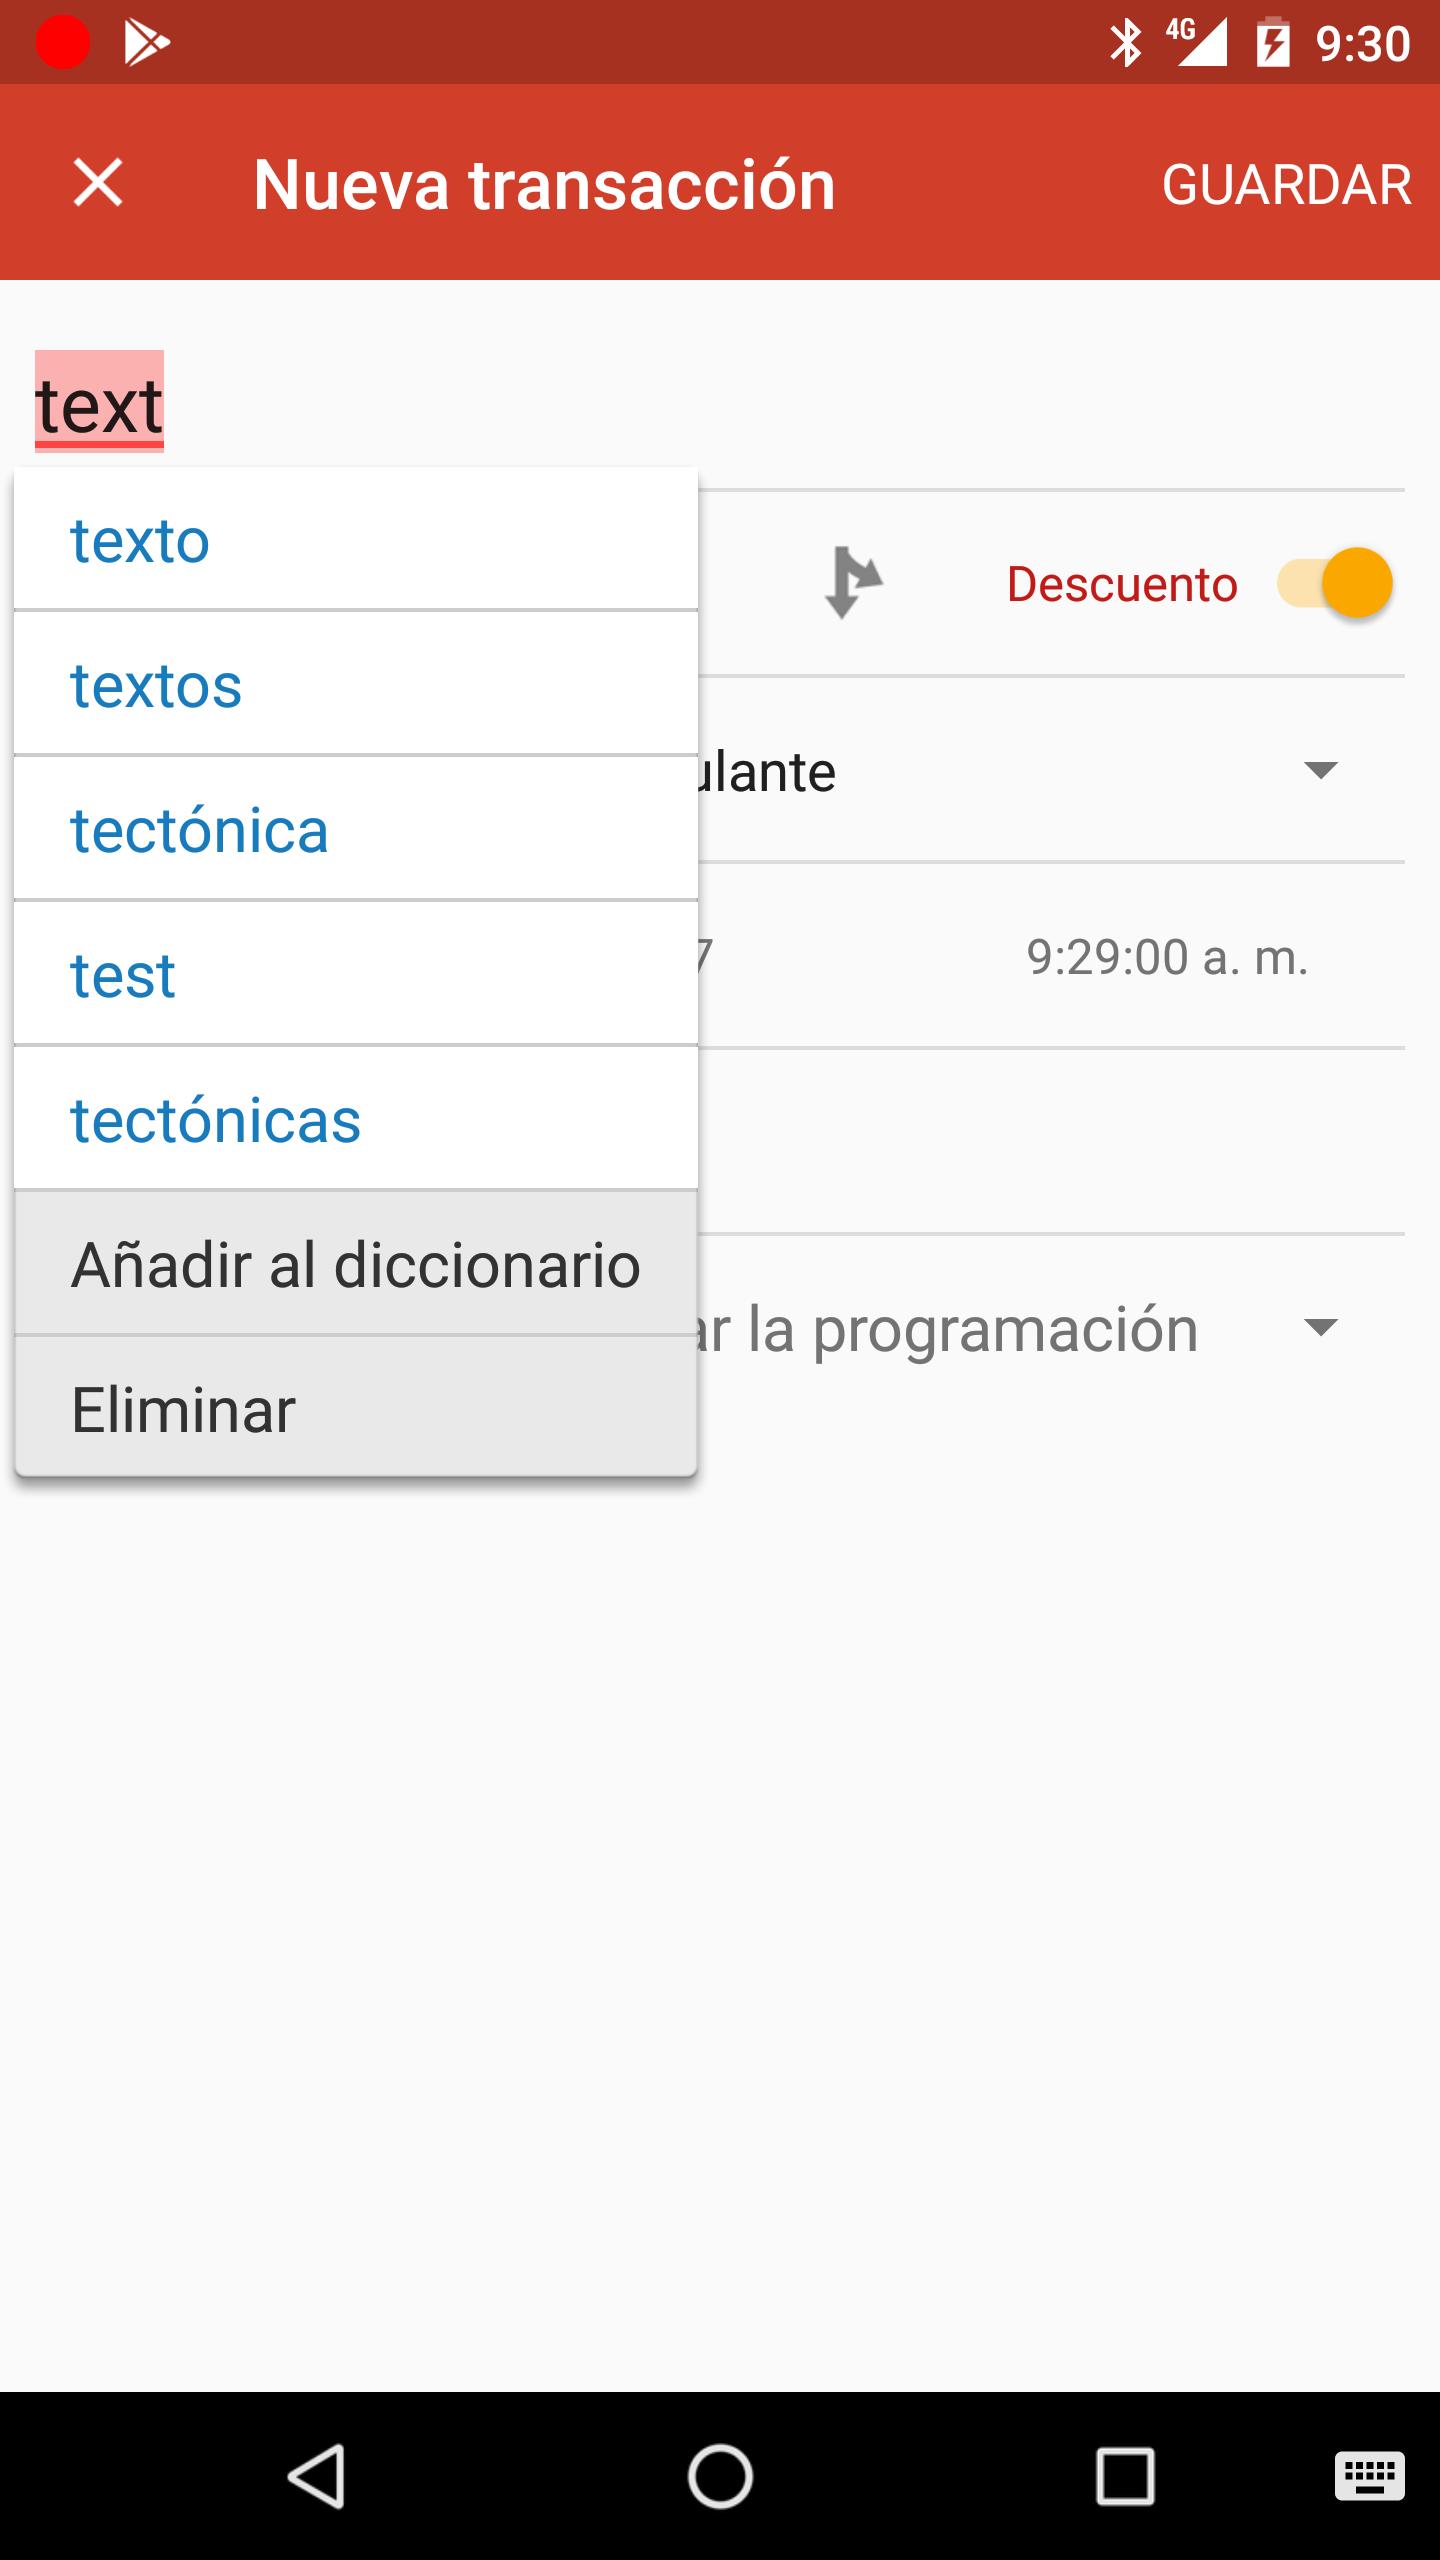 4G 9:30
Nueva transacción GUARDAR
text
texto
Descuento
textos
ulante
tectónica
7 9:29:00 a. m.
test
tectónicas
Añadir al diccionario
ar la programación
Eliminar